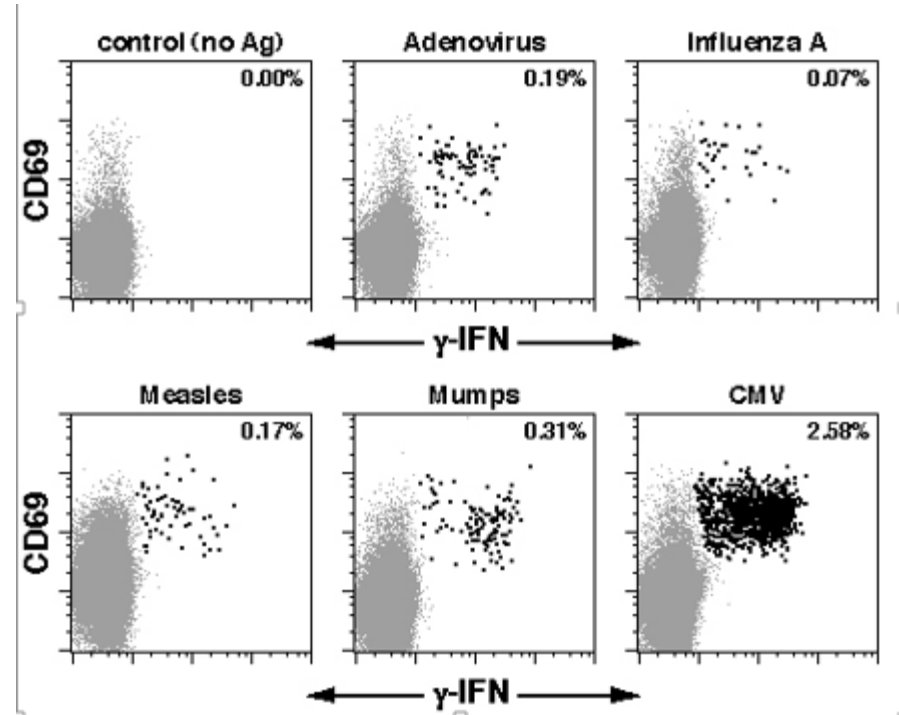 control (no Ag) Adenovirus Influenza A
0.00% 0.19% 0.07%
CD69
γ-IFN
Measles Mumps CMV
0.17% 0.31% 2.58%
CD69
γ-IFN